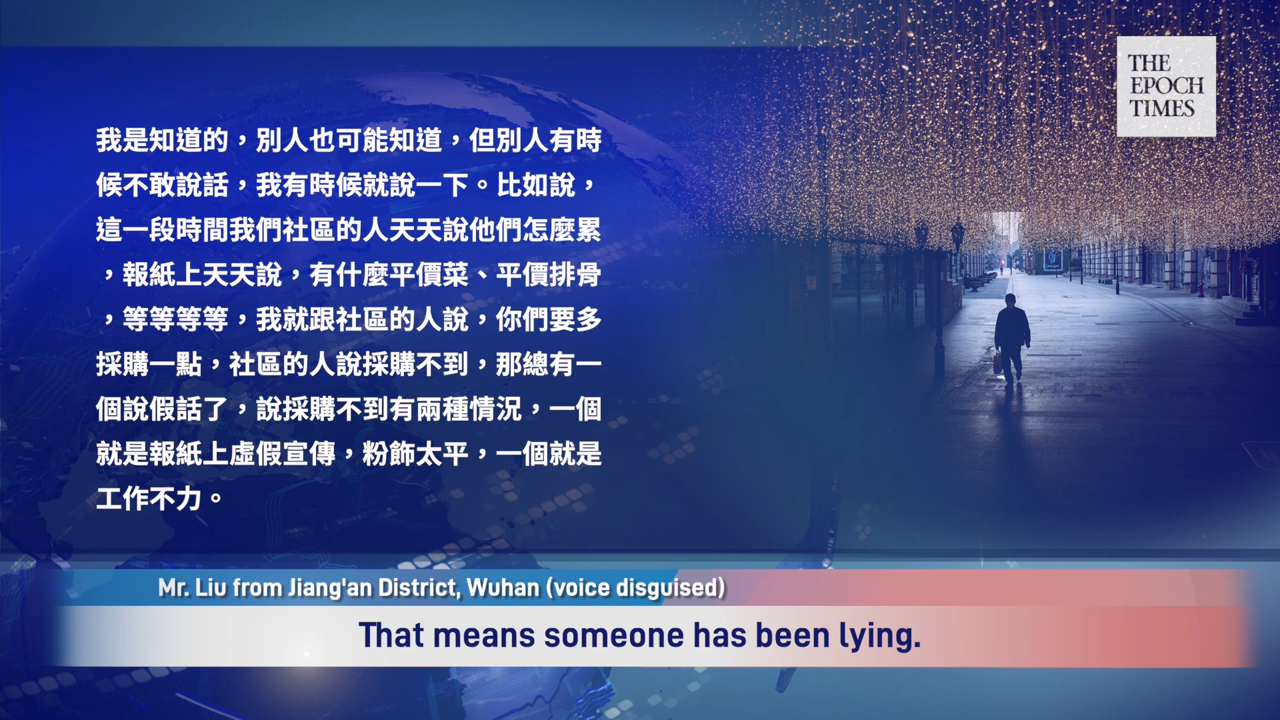 THE
EPOCH
TIMES
我是知道的，別人也可能知道，但別人有時
候不敢說話，我有時候就說一下。比如說，
這一段時間我們社區的人天天說他們怎麼累
，報紙上天天說，有什麼平價菜、平價排骨
，等等等等，我就跟社區的人說，你們要多
採購一點，社區的人說採購不到，那總有一
個說假話了，說採購不到有兩種情況，一個
就是報紙上虛假宣傳，粉飾太平，一個就是
工作不力。
Mr. Liu from Jiang'an District, Wuhan (voice disguised)
That means someone has been lying.